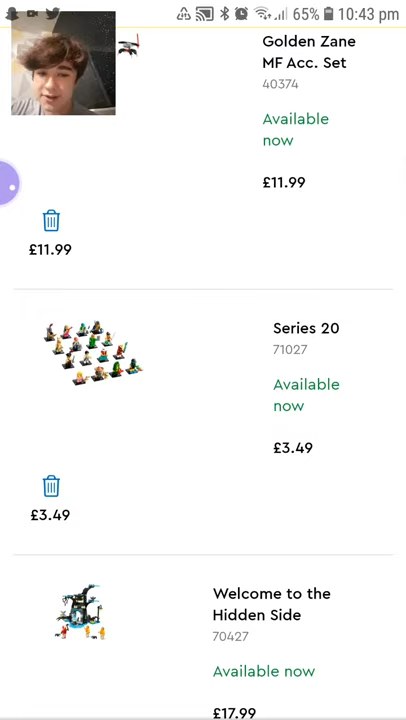 65% 10:43 pm
Golden Zane
MF Acc. Set
40374
Available
now
£11.99
£11.99
Series 20
71027
Available
now
£3.49
£3.49
Welcome to the
Hidden Side
70427
Available now
£17.99